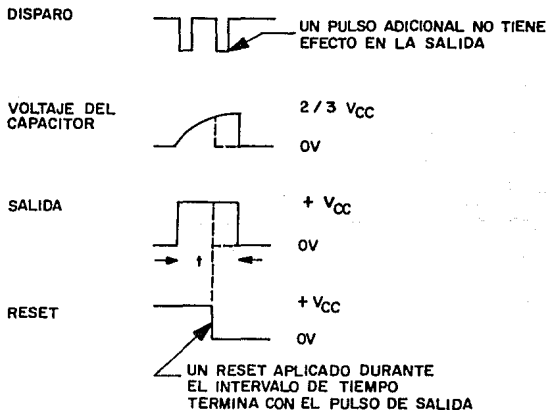 DISPARO
UN PULSO ADICIONAL NO TIENE
EFECTO EN LA SALIDA
VOLTAJE DEL
CAPACITOR
2/3 VCC
0V
SALIDA
+ VCC
0V
t
RESET
+ VCC
0V
UN RESET APLICADO DURANTE
EL INTERVALO DE TIEMPO
TERMINA CON EL PULSO DE SALIDA